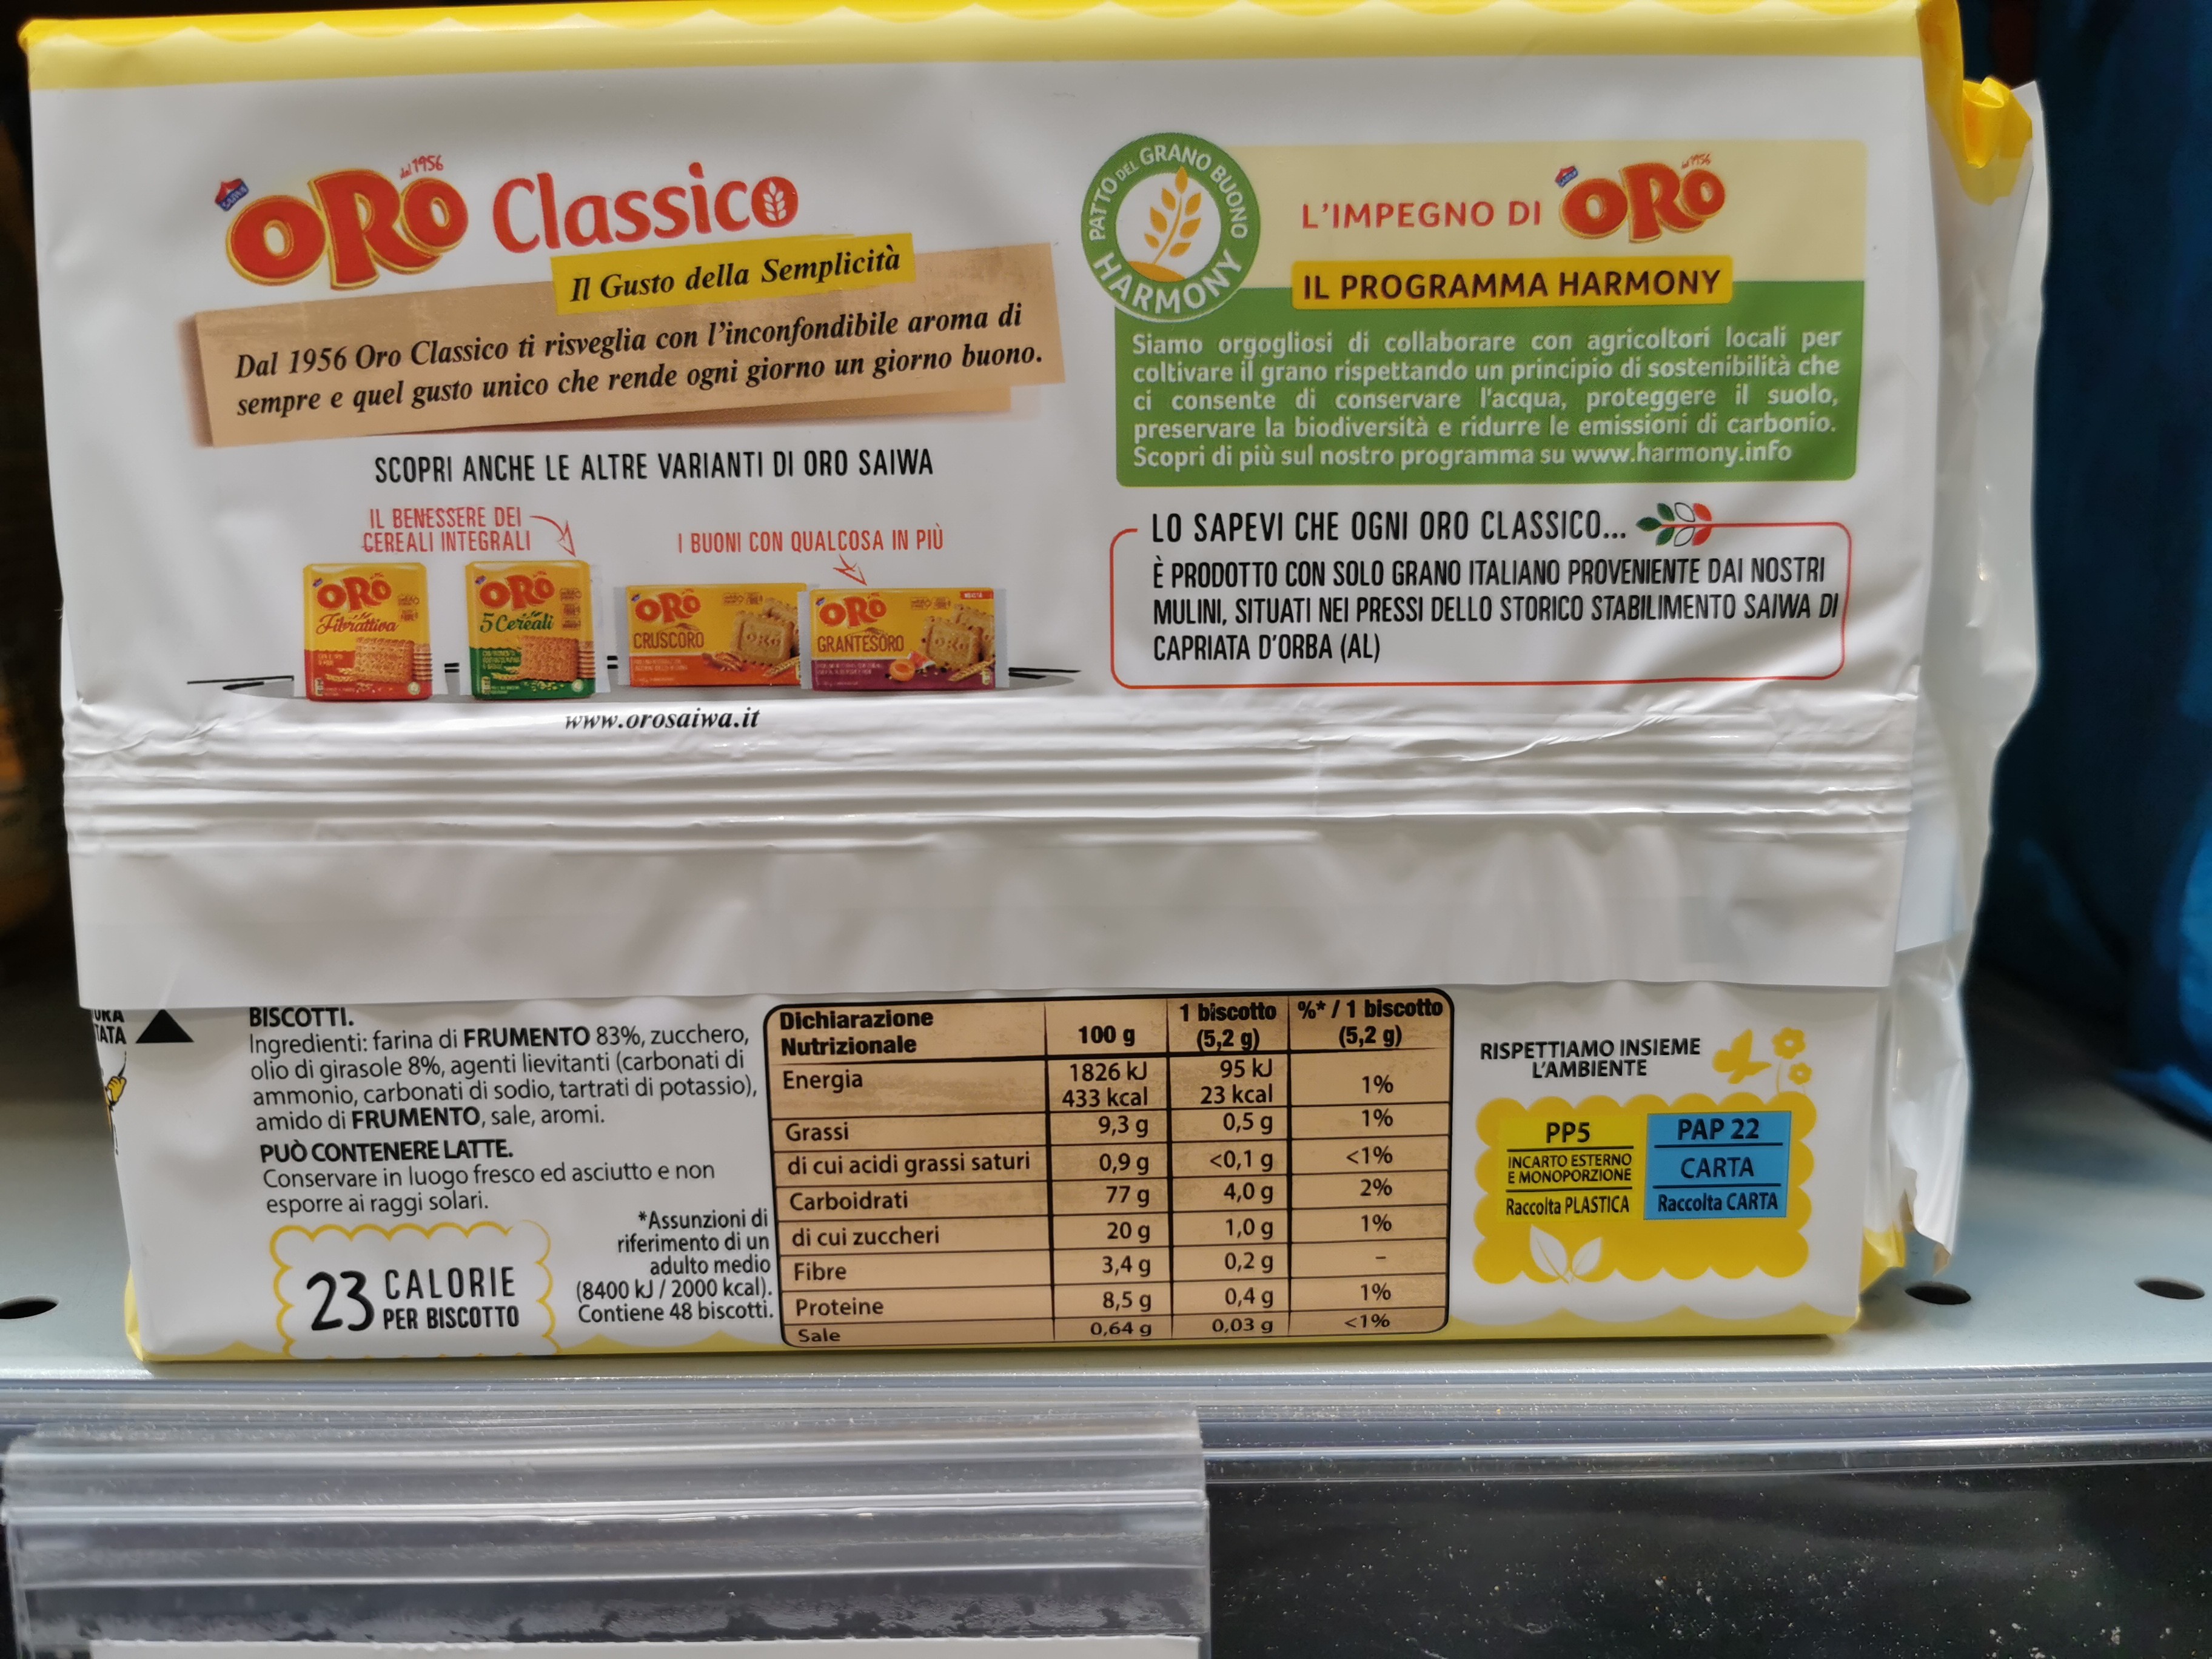 SAIWA
dal 1956
ORO Classico
Il Gusto della Semplicità
Dal 1956 Oro Classico ti risveglia con l'inconfondibile aroma di
sempre e quel gusto unico che rende ogni giorno un giorno buono.
SCOPRI ANCHE LE ALTRE VARIANTI DI ORO SAIWA
IL BENESSERE DEI
CEREALI INTEGRALI
I BUONI CON QUALCOSA IN PIÙ
ORO
Fibrattiva
ORO
5 Cereali
ORO
CRUSCORO
ORO
GRANTESORO
www.orosaiwa.it
PATTO DEL GRANO BUONO
HARMONY
L'IMPEGNO DI ORO
dal 1956
IL PROGRAMMA HARMONY
Siamo orgogliosi di collaborare con agricoltori locali per
coltivare il grano rispettando un principio di sostenibilità che
ci consente di conservare l'acqua, proteggere il suolo,
preservare la biodiversità e ridurre le emissioni di carbonio.
Scopri di più sul nostro programma su www.harmony.info
LO SAPEVI CHE OGNI ORO CLASSICO...
È PRODOTTO CON SOLO GRANO ITALIANO PROVENIENTE DAI NOSTRI
MULINI, SITUATI NEI PRESSI DELLO STORICO STABILIMENTO SAIWA DI
CAPRIATA D'ORBA (AL)
BISCOTTI.
Ingredienti: farina di FRUMENTO 83%, zucchero,
olio di girasole 8%, agenti lievitanti (carbonati di
ammonio, carbonati di sodio, tartrati di potassio),
amido di FRUMENTO, sale, aromi.
PUÒ CONTENERE LATTE.
Conservare in luogo fresco ed asciutto e non
esporre ai raggi solari.
23 CALORIE
PER BISCOTTO
*Assunzioni di
riferimento di un
adulto medio
(8400 kJ / 2000 kcal).
Contiene 48 biscotti.
Dichiarazione
Nutrizionale
100 g
1 biscotto
(5,2 g)
%* / 1 biscotto
(5,2 g)
Energia 1826 kJ 95 kJ
433 kcal 23 kcal 1%
Grassi 9,3 g 0,5 g 1%
di cui acidi grassi saturi 0,9 g <0,1 g <1%
Carboidrati 77 g 4,0 g 2%
di cui zuccheri 20 g 1,0 g 1%
Fibre 3,4 g 0,2 g –
Proteine 8,5 g 0,4 g 1%
Sale 0,64 g 0,03 g <1%
RISPETTIAMO INSIEME
L'AMBIENTE
PP5
INCARTO ESTERNO
E MONOPORZIONE
Raccolta PLASTICA
PAP 22
CARTA
Raccolta CARTA